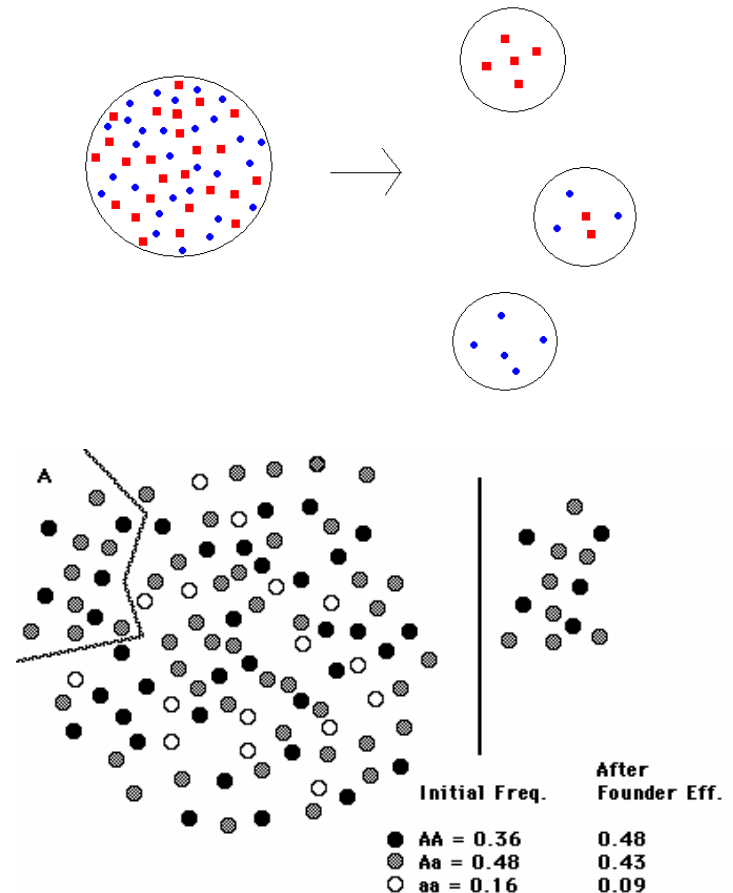 A
After
Initial Freq. Founder Eff.
AA = 0.36 0.48
Aa = 0.48 0.43
aa = 0.16 0.09